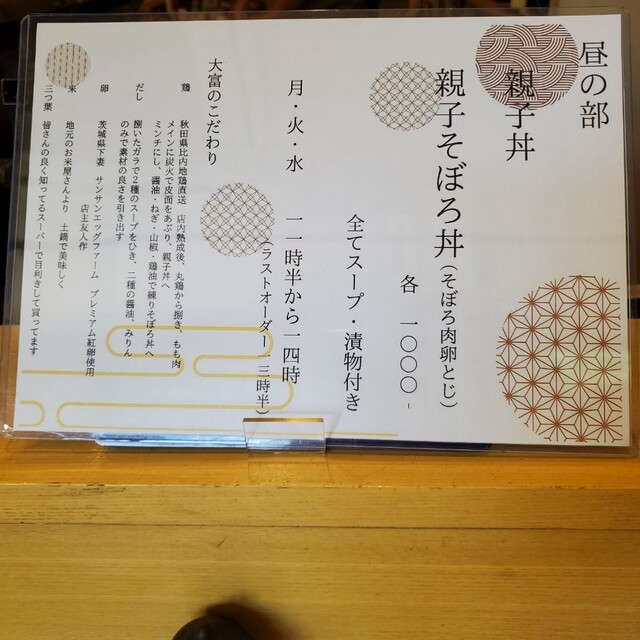 昼の部
親子丼
親子そぼろ丼(そぼろ肉卵とじ)
各 一〇〇〇-
全てスープ・漬物付き
月・火・水 一一時半から一四時
(ラストオーダー一三時半)
大富のこだわり
鶏 秋田県比内地鶏直送 店内熟成後、丸鶏から捌き、もも肉
メインに炭火で皮面をあぶり、親子丼へ
ミンチにし、醤油・ねぎ・山椒・鶏油で練りそぼろ丼へ
だし 捌いたガラで2種のスープをひき、二種の醤油、みりん
のみで素材の良さを引き出す
卵 茨城県下妻 サンサンエッグファーム プレミアム紅卵使用
店主友人作
米 地元のお米屋さんより 土鍋で美味しく
三つ葉 皆さんの良く知ってるスーパーで目利きして買ってます